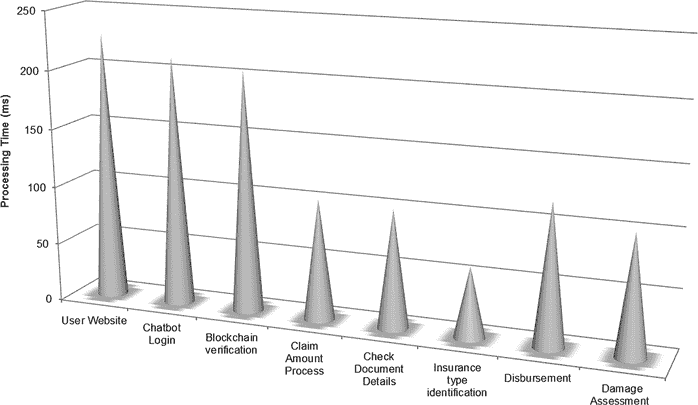 250
200
150
100
50
0
Processing Time (ms)
User Website
Chatbot
Login
Blockchain
verification
Claim
Amount
Process
Check
Document
Details
Insurance
type
identification
Disbursement
Damage
Assessment